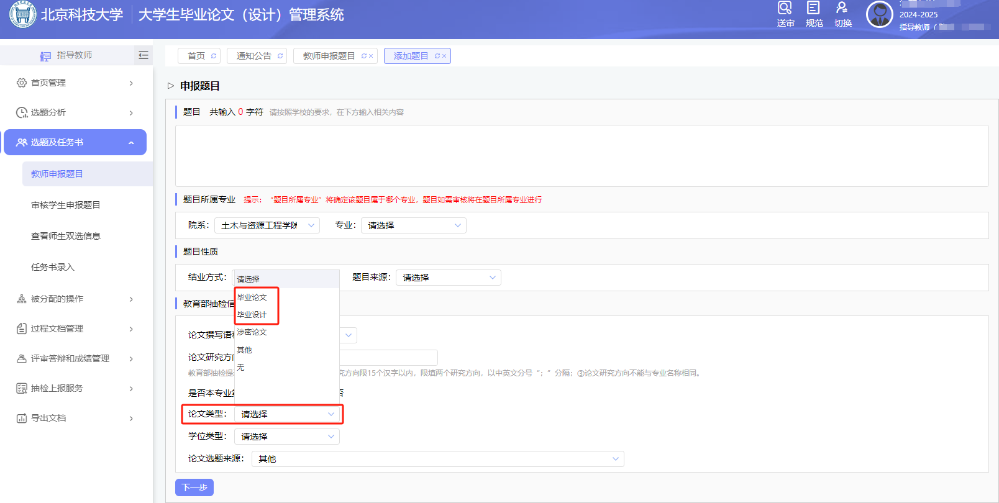 北京科技大学 大学生毕业论文（设计）管理系统
送审 规范 切换
2024-2025
指导教师（
指导教师
首页 通知公告 教师申报题目 × 添加题目 ×
首页管理
选题分析
选题及任务书
教师申报题目
审核学生申报题目
查看师生双选信息
任务书录入
被分配的操作
过程文档管理
评审答辩和成绩管理
抽检上报服务
导出文档
申报题目
题目 共输入 0 字符 请按照学校的要求，在下方输入相关内容
题目所属专业 提示：“题目所属专业”将确定该题目属于哪个专业，题目如需审核将在题目所属专业进行
院系： 土木与资源工程学院 专业： 请选择
题目性质
结业方式： 请选择 题目来源： 请选择
毕业论文
毕业设计
涉密论文
其他
无
教育部抽检信
论文撰写语种
论文研究方向
教育部抽检提 究方向限15个汉字以内，限填两个研究方向，以中英文分号“；”分隔；③论文研究方向不能与专业名称相同。
是否本专业第 否
论文类型： 请选择
学位类型： 请选择
论文选题来源： 其他
下一步